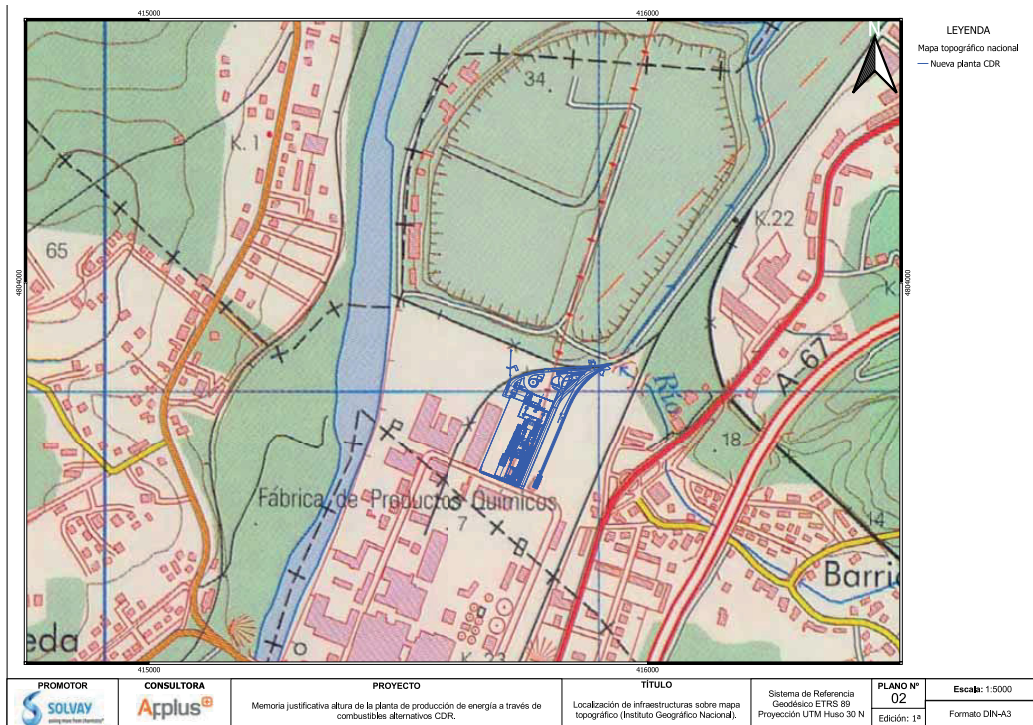 415000
416000
LEYENDA
Mapa topográfico nacional
Nueva planta CDR
N
34
K.1
K.22
65
4804000
4804000
K
A-67
Río
18
Fábrica de Productos Químicos
7
14
Barri
eda
K.23
415000
416000
PROMOTOR
SOLVAY
asking more from chemistry®
CONSULTORA
Applus+
PROYECTO
Memoria justificativa altura de la planta de producción de energía a través de
combustibles alternativos CDR.
TÍTULO
Localización de infraestructuras sobre mapa
topográfico (Instituto Geográfico Nacional).
Sistema de Referencia
Geodésico ETRS 89
Proyección UTM Huso 30 N
PLANO Nº
02
Edición: 1ª
Escala: 1:5000
Formato DIN-A3